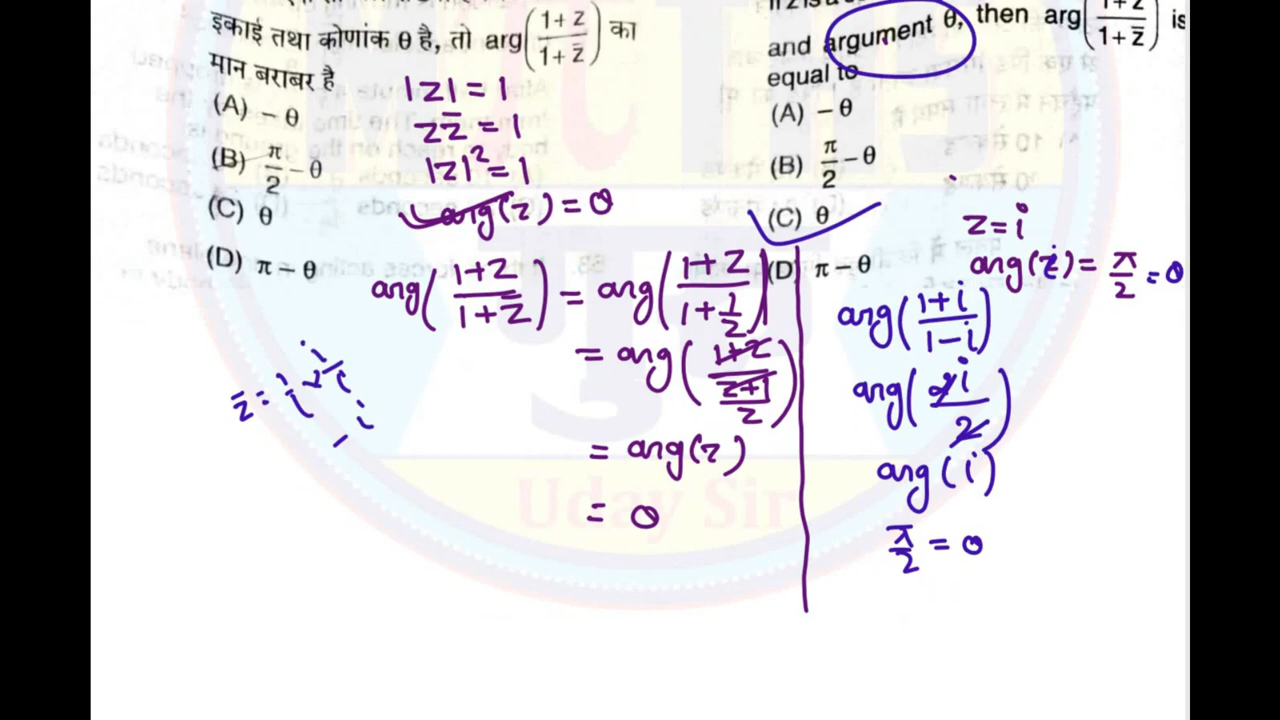 इकाई तथा कोणांक θ है, तो arg((1+z)/(1+z̄)) का
मान बराबर है
(A) −θ
(B) π/2 −θ
(C) θ
(D) π − θ
and argument θ, then arg((1+z)/(1+z̄)) is
equal to
(A) −θ
(B) π/2 −θ
(C) θ
(D) π −θ
|z| = 1
zz̄ = 1
|z|² = 1
arg(z) = θ
arg((1+z)/(1+z̄)) = arg((1+z)/(1+1/z))
= arg((1+z)/((z+1)/z))
= arg(z)
= θ
z = i
arg(z) = π/2 = θ
arg((1+i)/(1−i))
arg(2i/2)
arg(i)
π/2 = θ
Uday Sir